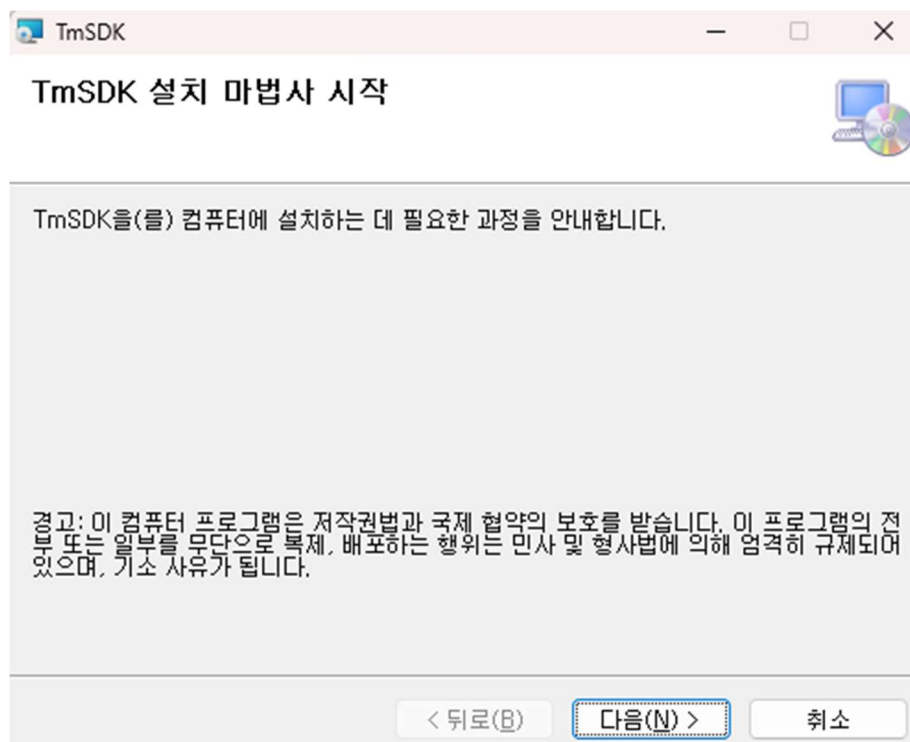 TmSDK
TmSDK 설치 마법사 시작
TmSDK을(를) 컴퓨터에 설치하는 데 필요한 과정을 안내합니다.
경고: 이 컴퓨터 프로그램은 저작권법과 국제 협약의 보호를 받습니다. 이 프로그램의 전
부 또는 일부를 무단으로 복제, 배포하는 행위는 민사 및 형사법에 의해 엄격히 규제되어
있으며, 기소 사유가 됩니다.
< 뒤로(B) 다음(N) > 취소